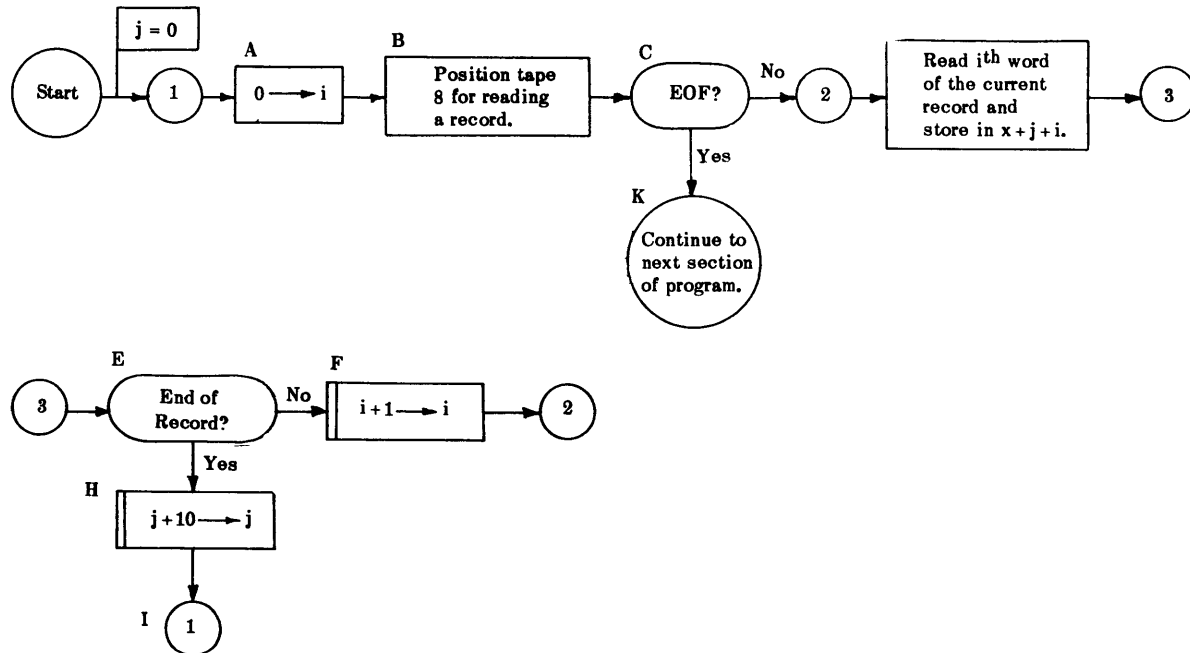 j = 0
Start
1
A
0 → i
B
Position tape
8 for reading
a record.
C
EOF?
No
2
Read iᵗʰ word
of the current
record and
store in x + j + i.
3
Yes
K
Continue to
next section
of program.
3
E
End of
Record?
No
F
i + 1 → i
2
Yes
H
j + 10 → j
I
1